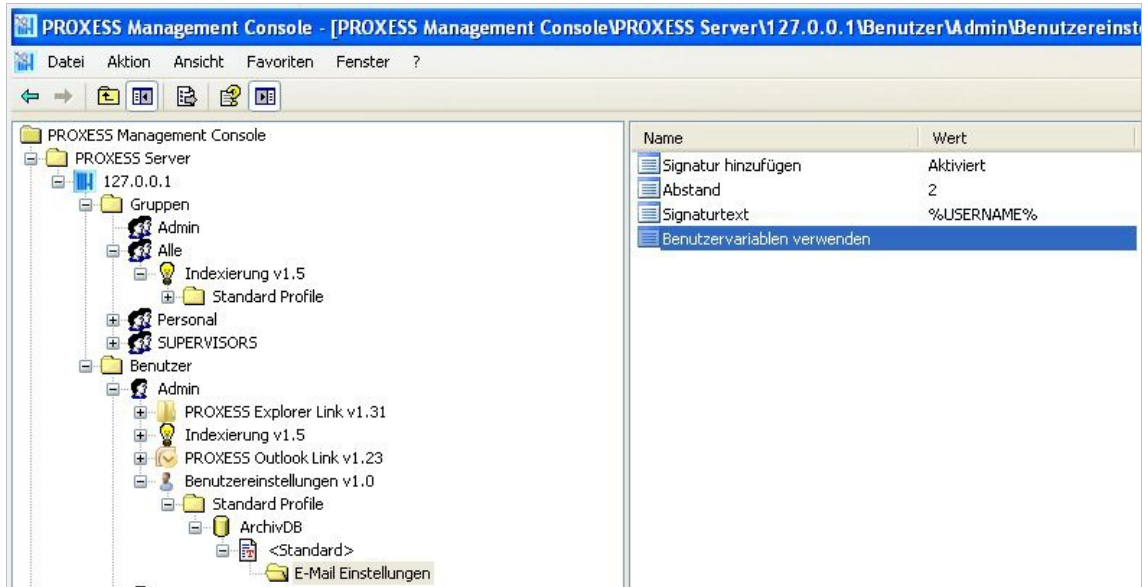 PROXESS Management Console - [PROXESS Management Console\PROXESS Server\127.0.0.1\Benutzer\Admin\Benutzereinst
Datei Aktion Ansicht Favoriten Fenster ?
PROXESS Management Console
PROXESS Server
127.0.0.1
Gruppen
Admin
Alle
Indexierung v1.5
Standard Profile
Personal
SUPERVISORS
Benutzer
Admin
PROXESS Explorer Link v1.31
Indexierung v1.5
PROXESS Outlook Link v1.23
Benutzereinstellungen v1.0
Standard Profile
ArchivDB
<Standard>
E-Mail Einstellungen
Name Wert
Signatur hinzufügen Aktiviert
Abstand 2
Signaturtext %USERNAME%
Benutzervariablen verwenden